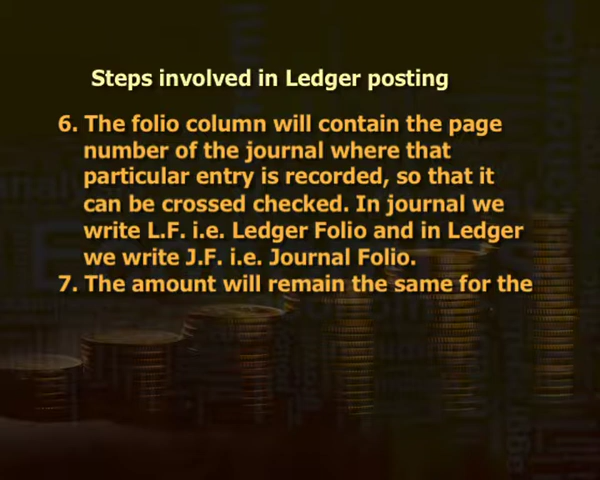 Steps involved in Ledger posting
6. The folio column will contain the page
number of the journal where that
particular entry is recorded, so that it
can be crossed checked. In journal we
write L.F. i.e. Ledger Folio and in Ledger
we write J.F. i.e. Journal Folio.
7. The amount will remain the same for the